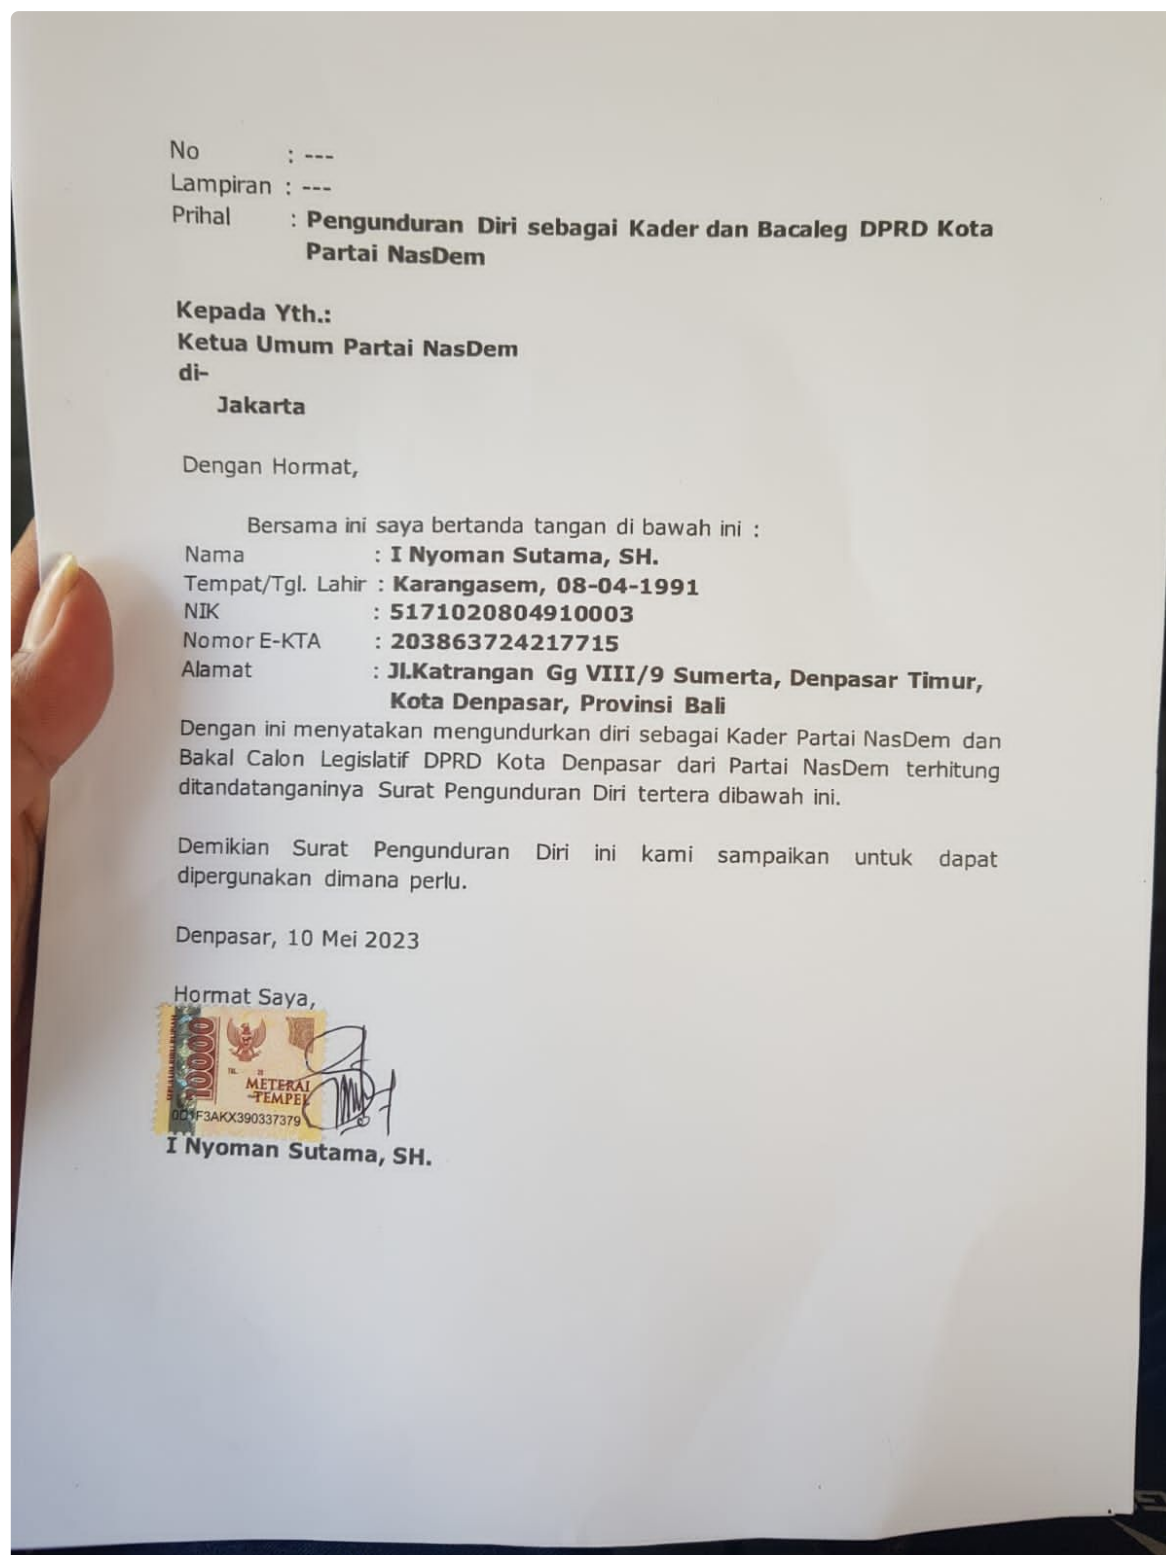 No : ---
Lampiran : ---
Prihal : Pengunduran Diri sebagai Kader dan Bacaleg DPRD Kota
Partai NasDem
Kepada Yth.:
Ketua Umum Partai NasDem
di-
Jakarta
Dengan Hormat,
Bersama ini saya bertanda tangan di bawah ini :
Nama : I Nyoman Sutama, SH.
Tempat/Tgl. Lahir : Karangasem, 08-04-1991
NIK : 5171020804910003
Nomor E-KTA : 203863724217715
Alamat : Jl.Katrangan Gg VIII/9 Sumerta, Denpasar Timur,
Kota Denpasar, Provinsi Bali
Dengan ini menyatakan mengundurkan diri sebagai Kader Partai NasDem dan
Bakal Calon Legislatif DPRD Kota Denpasar dari Partai NasDem terhitung
ditandatanganinya Surat Pengunduran Diri tertera dibawah ini.
Demikian Surat Pengunduran Diri ini kami sampaikan untuk dapat
dipergunakan dimana perlu.
Denpasar, 10 Mei 2023
Hormat Saya,
10000
TGL. 20
METERAI
TEMPEL
I Nyoman Sutama, SH.